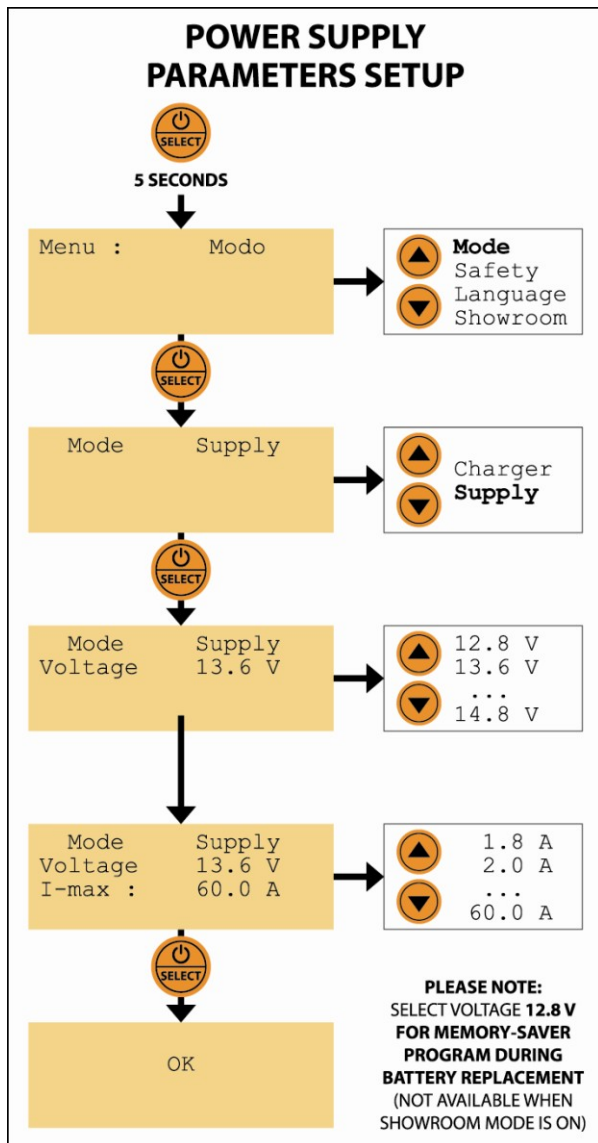 POWER SUPPLY
PARAMETERS SETUP
SELECT
5 SECONDS
Menu : Modo
Mode
Safety
Language
Showroom
SELECT
Mode Supply
Charger
Supply
SELECT
Mode Supply
Voltage 13.6 V
12.8 V
13.6 V
...
14.8 V
Mode Supply
Voltage 13.6 V
I-max : 60.0 A
1.8 A
2.0 A
...
60.0 A
SELECT
OK
PLEASE NOTE:
SELECT VOLTAGE 12.8 V
FOR MEMORY-SAVER
PROGRAM DURING
BATTERY REPLACEMENT
(NOT AVAILABLE WHEN
SHOWROOM MODE IS ON)